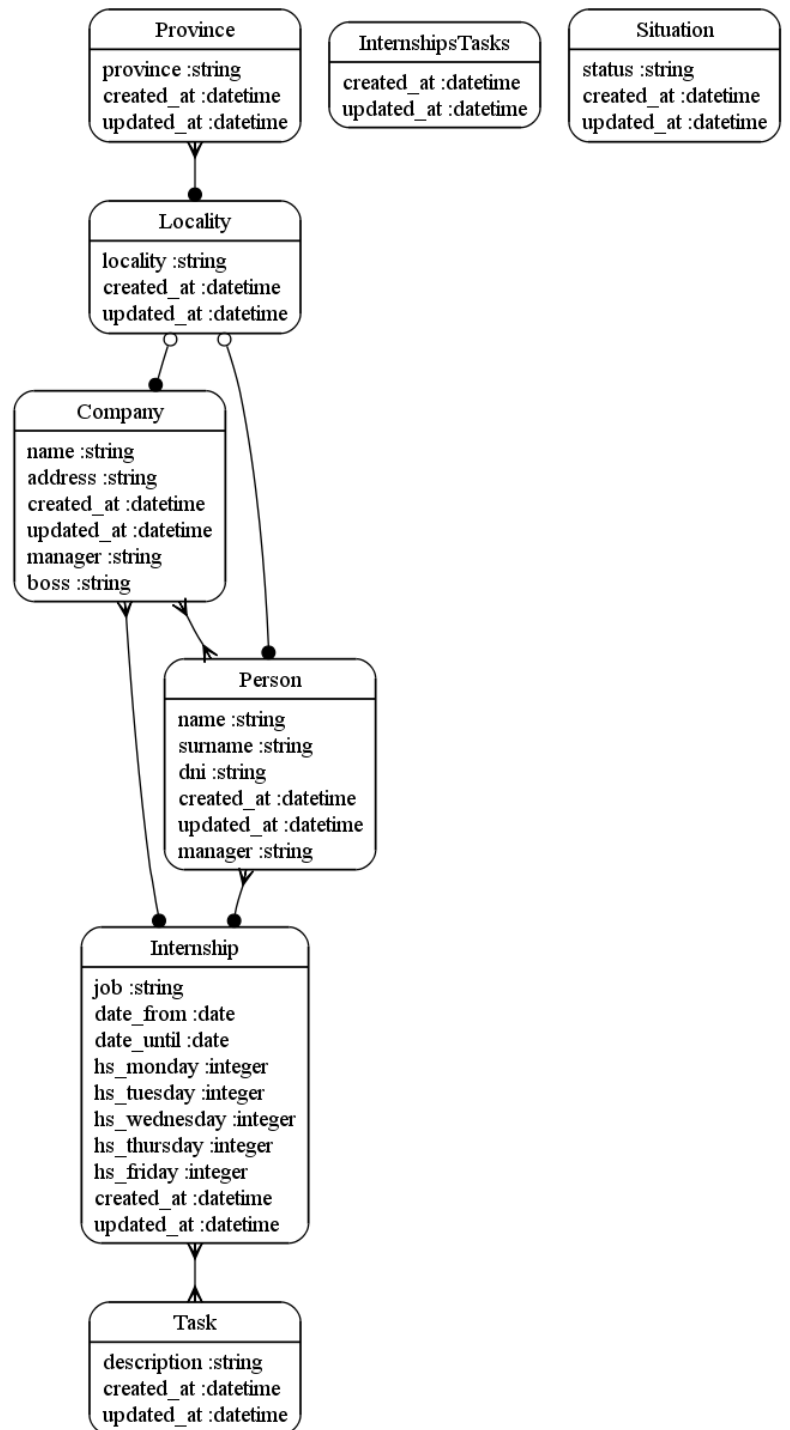 Province
province :string
created_at :datetime
updated_at :datetime
InternshipsTasks
created_at :datetime
updated_at :datetime
Situation
status :string
created_at :datetime
updated_at :datetime
Locality
locality :string
created_at :datetime
updated_at :datetime
Company
name :string
address :string
created_at :datetime
updated_at :datetime
manager :string
boss :string
Person
name :string
surname :string
dni :string
created_at :datetime
updated_at :datetime
manager :string
Internship
job :string
date_from :date
date_until :date
hs_monday :integer
hs_tuesday :integer
hs_wednesday :integer
hs_thursday :integer
hs_friday :integer
created_at :datetime
updated_at :datetime
Task
description :string
created_at :datetime
updated_at :datetime